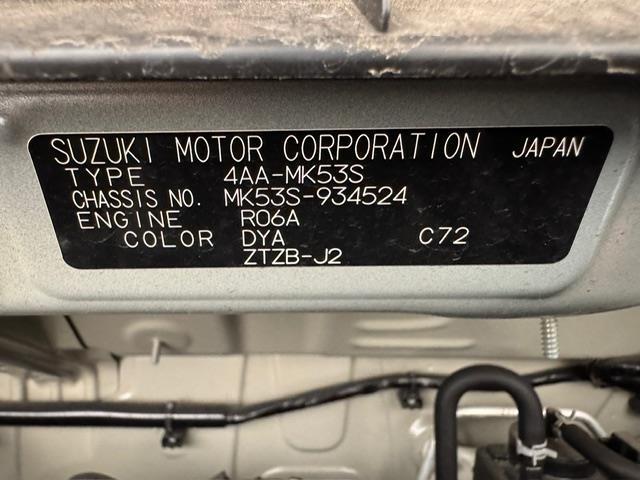 SUZUKI MOTOR CORPORATION JAPAN
TYPE 4AA-MK53S
CHASSIS NO. MK53S-934524
ENGINE R06A
COLOR DYA C72
ZTZB-J2